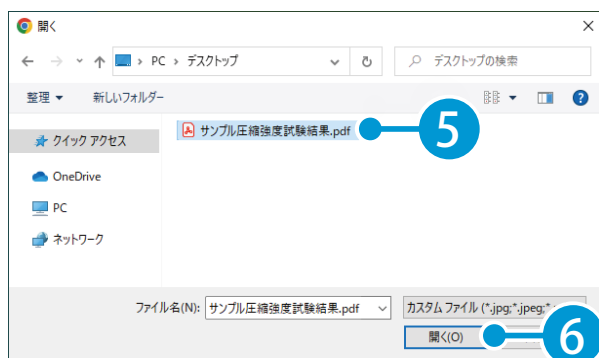 開く
PC › デスクトップ
デスクトップの検索
整理 新しいフォルダー
クイック アクセス
サンプル圧縮強度試験結果.pdf
5
OneDrive
PC
ネットワーク
ファイル名(N): サンプル圧縮強度試験結果.pdf
カスタム ファイル (*.jpg;*.jpeg;*.
開く(O)
6